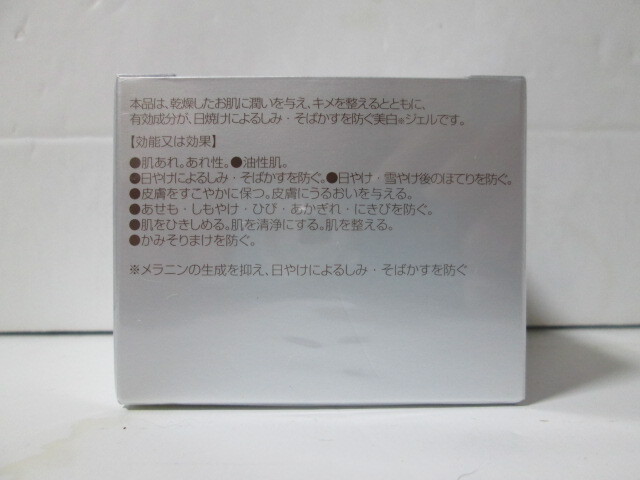 本品は、乾燥したお肌に潤いを与え、キメを整えるとともに、
有効成分が、日焼けによるしみ・そばかすを防ぐ美白※ジェルです。
【効能又は効果】
●肌あれ。あれ性。●油性肌。
●日やけによるしみ・そばかすを防ぐ。●日やけ・雪やけ後のほてりを防ぐ。
●皮膚をすこやかに保つ。皮膚にうるおいを与える。
●あせも・しもやけ・ひび・あかぎれ・にきびを防ぐ。
●肌をひきしめる。肌を清浄にする。肌を整える。
●かみそりまけを防ぐ。
※メラニンの生成を抑え、日やけによるしみ・そばかすを防ぐ